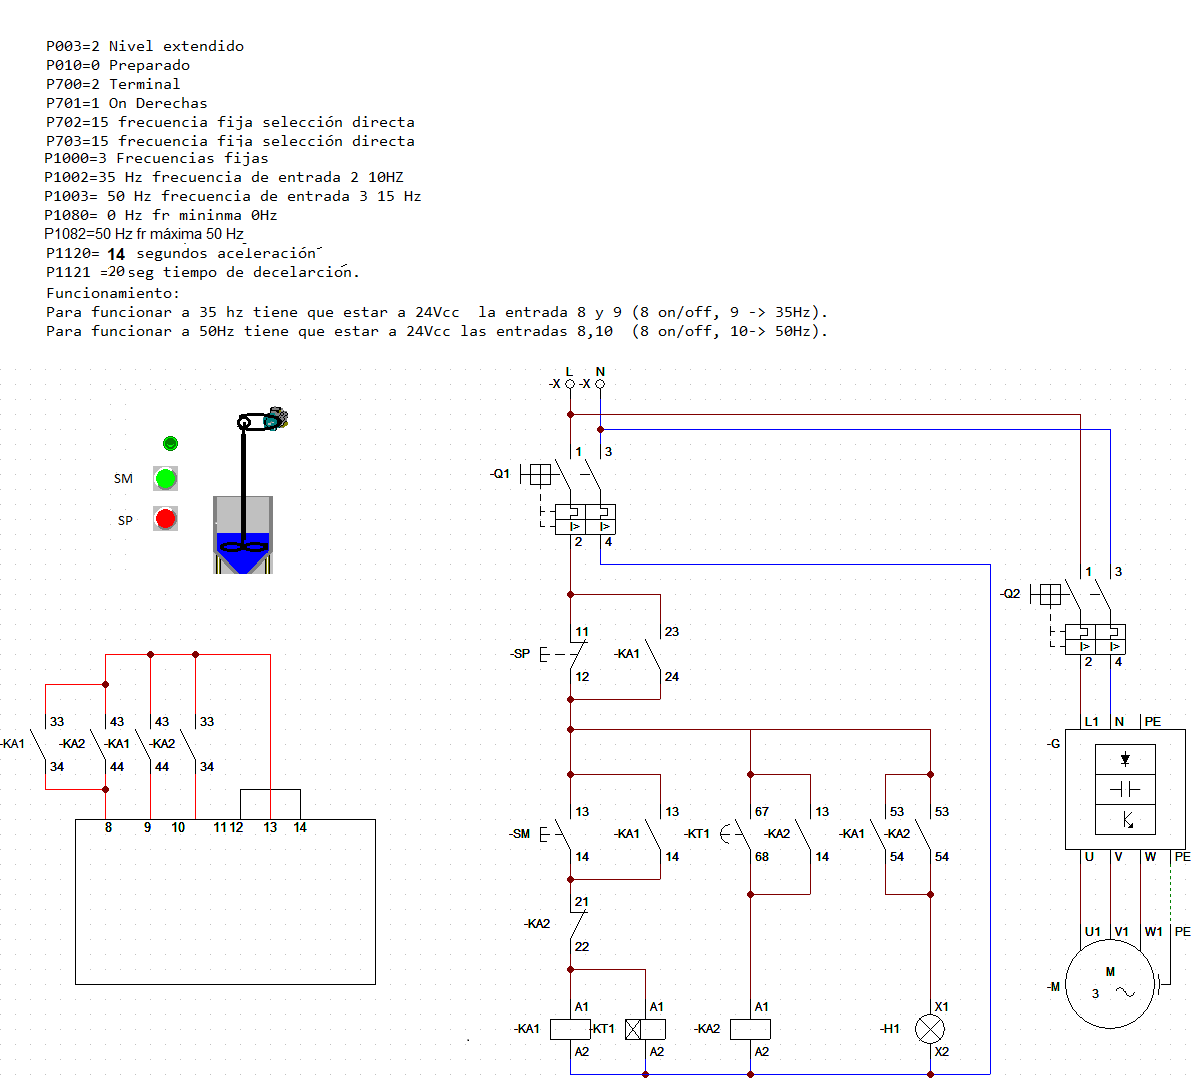 P003=2 Nivel extendido
P010=0 Preparado
P700=2 Terminal
P701=1 On Derechas
P702=15 frecuencia fija selección directa
P703=15 frecuencia fija selección directa
P1000=3 Frecuencias fijas
P1002=35 Hz frecuencia de entrada 2 10HZ
P1003= 50 Hz frecuencia de entrada 3 15 Hz
P1080= 0 Hz fr mininma 0Hz
P1082=50 Hz fr máxima 50 Hz
P1120= 14 segundos aceleración
P1121 =20seg tiempo de decelarción.
Funcionamiento:
Para funcionar a 35 hz tiene que estar a 24Vcc  la entrada 8 y 9 (8 on/off, 9 -> 35Hz).
Para funcionar a 50Hz tiene que estar a 24Vcc las entradas 8,10  (8 on/off, 10-> 50Hz).
L N
-X -X
1 3
-Q1
I> I>
2 4
SM
SP
1 3
-Q2
I> I>
2 4
11 23
-SP -KA1
12 24
33 43 43 33
-KA1 -KA2 -KA1 -KA2
34 44 44 34
8 9 10 11 12 13 14
L1 N PE
-G
U V W PE
13 13 67 13 53 53
-SM -KA1 -KT1 -KA2 -KA1 -KA2
14 14 68 14 54 54
21
-KA2
22
U1 V1 W1 PE
M
-M
3
A1 A1 A1 X1
-KA1 -KT1 -KA2 -H1
A2 A2 A2 X2